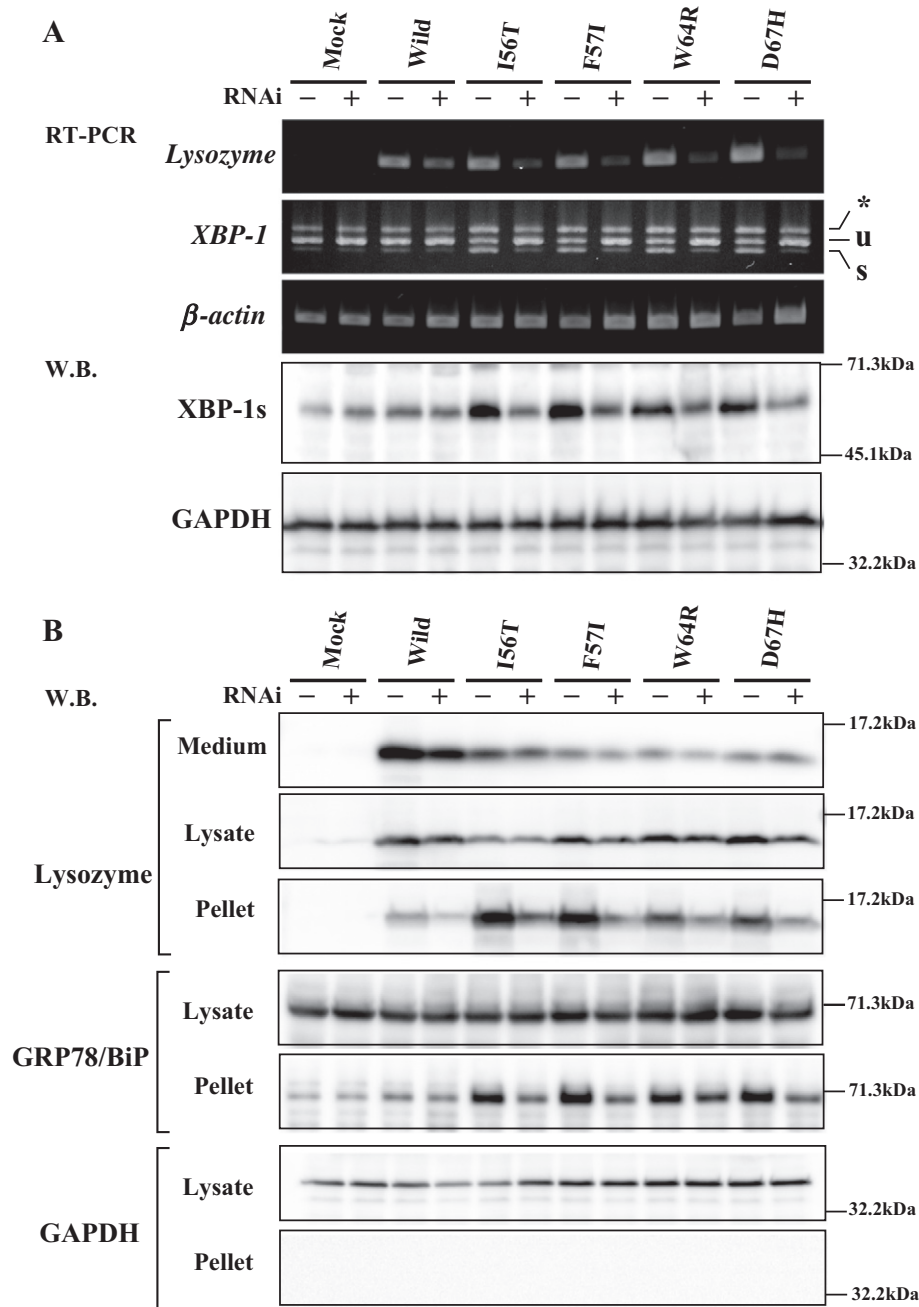 A
Mock Wild I56T F57I W64R D67H
RNAi − + − + − + − + − + − +
RT-PCR
Lysozyme
XBP-1
*
u
s
β-actin
W.B.
71.3kDa
XBP-1s
45.1kDa
GAPDH
32.2kDa
B
Mock Wild I56T F57I W64R D67H
W.B. RNAi − + − + − + − + − + − +
Medium 17.2kDa
Lysate 17.2kDa
Lysozyme
Pellet 17.2kDa
Lysate 71.3kDa
GRP78/BiP
Pellet 71.3kDa
Lysate 32.2kDa
GAPDH
Pellet 32.2kDa